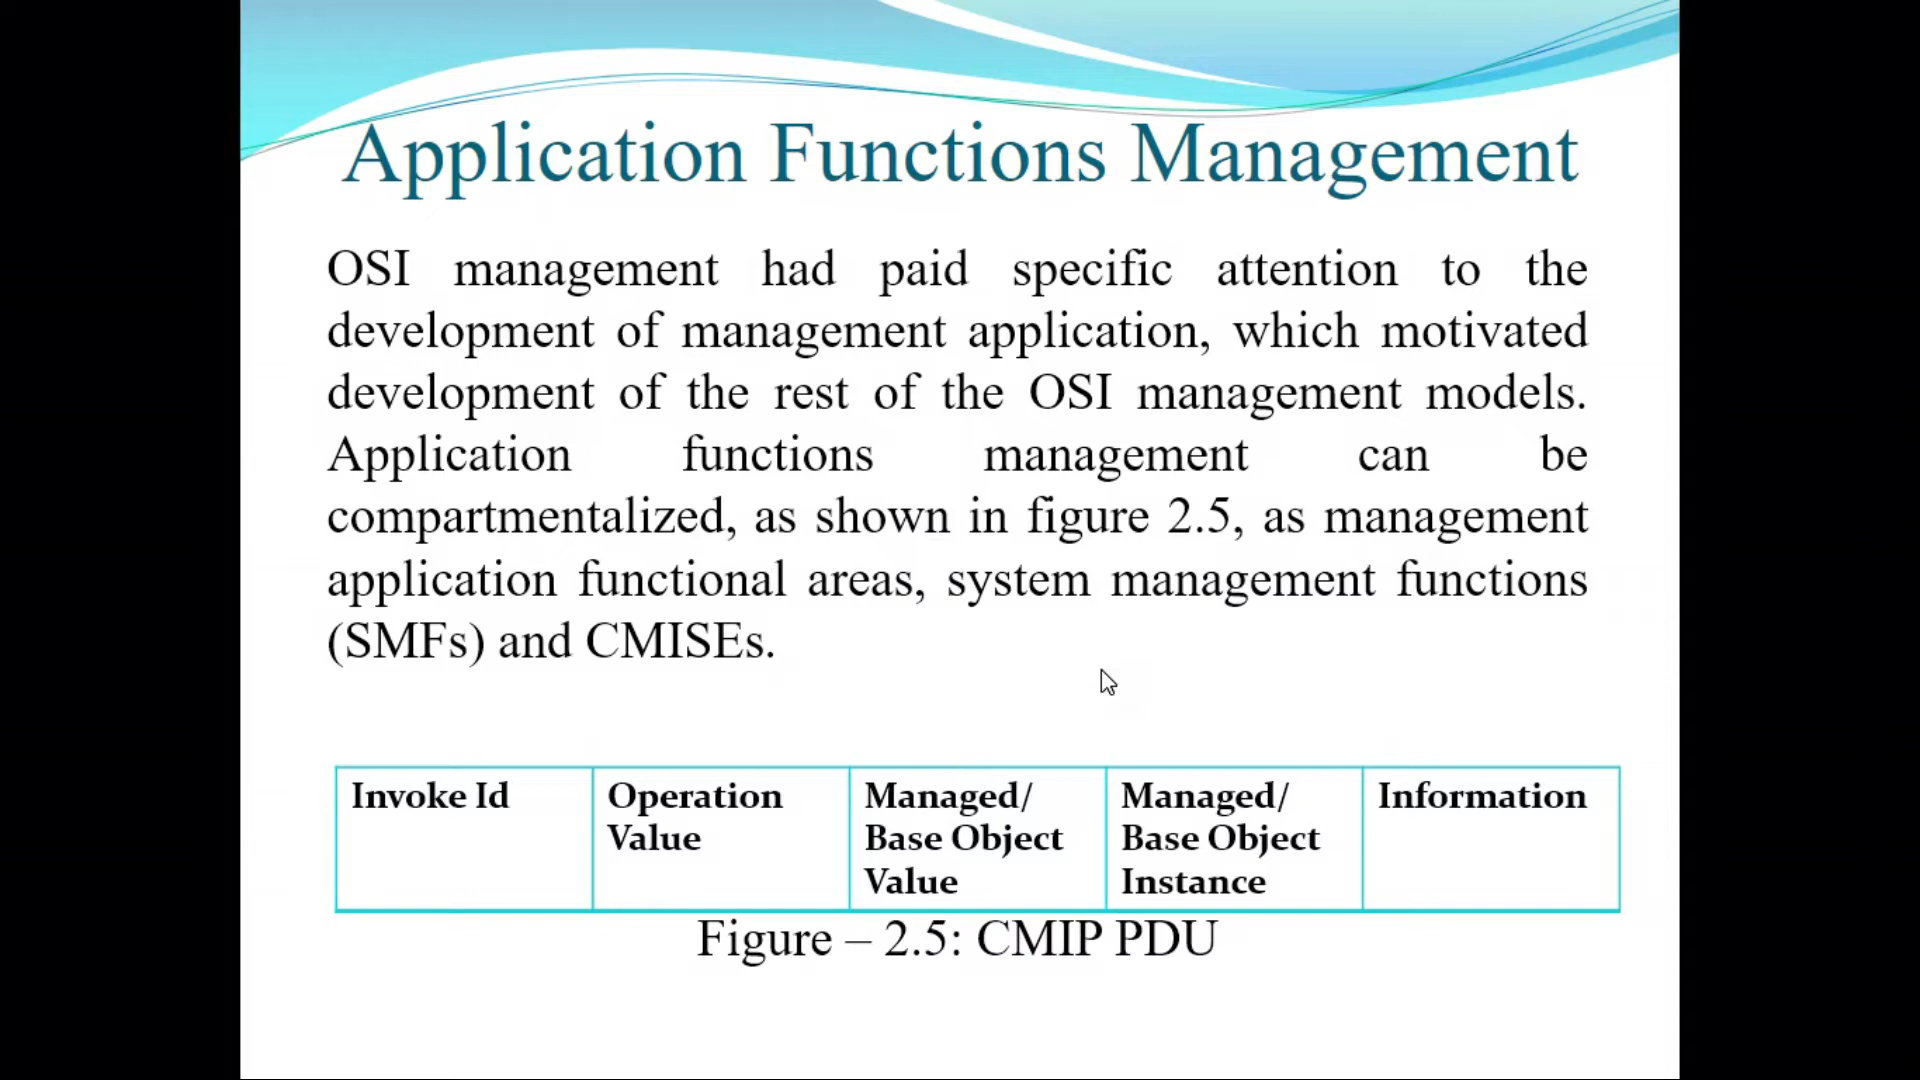 Application Functions Management
OSI management had paid specific attention to the
development of management application, which motivated
development of the rest of the OSI management models.
Application functions management can be
compartmentalized, as shown in figure 2.5, as management
application functional areas, system management functions
(SMFs) and CMISEs.
Invoke Id
Operation
Value
Managed/
Base Object
Value
Managed/
Base Object
Instance
Information
Figure – 2.5: CMIP PDU